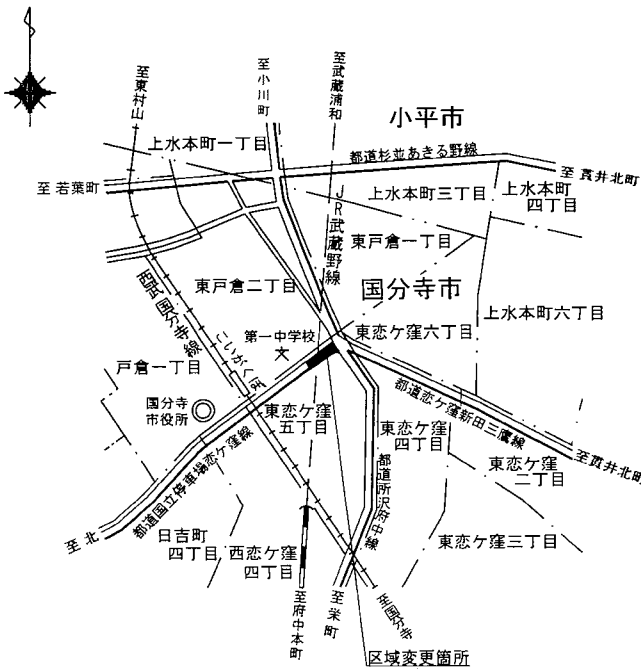 至東村山
至小川町
至武蔵浦和
小平市
上水本町一丁目
都道杉並あきる野線
至貫井北町
至若葉町
上水本町三丁目
上水本町
四丁目
JR武蔵野線
東戸倉一丁目
東戸倉二丁目
国分寺市
上水本町六丁目
西武国分寺線
第一中学校
文
東恋ケ窪六丁目
戸倉一丁目
こいがくぼ
国分寺
市役所
東恋ケ窪
五丁目
東恋ケ窪
四丁目
都道恋ケ窪新田三鷹線
至貫井北町
東恋ケ窪
二丁目
都道国立停車場恋ケ窪線
都道所沢府中線
至北
日吉町
四丁目
西恋ケ窪
四丁目
東恋ケ窪三丁目
至府中本町
至栄町
至国分寺
区域変更箇所